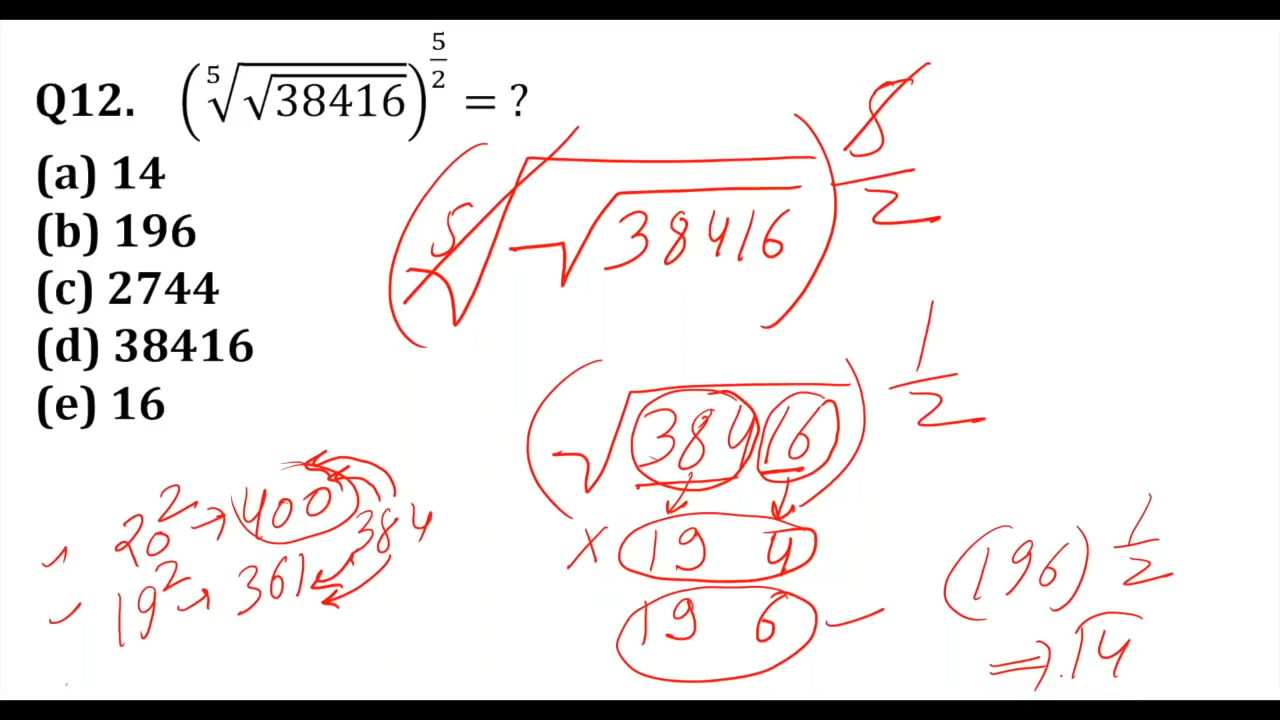 Q12. (⁵√√38416)^(5/2) = ?
(a) 14
(b) 196
(c) 2744
(d) 38416
(e) 16
(⁵√√38416)^(5/2)
(√38416)^(1/2)
20² → 400 384
19² → 361
× 19 4
19 6
(196)^(1/2)
⇒ 14